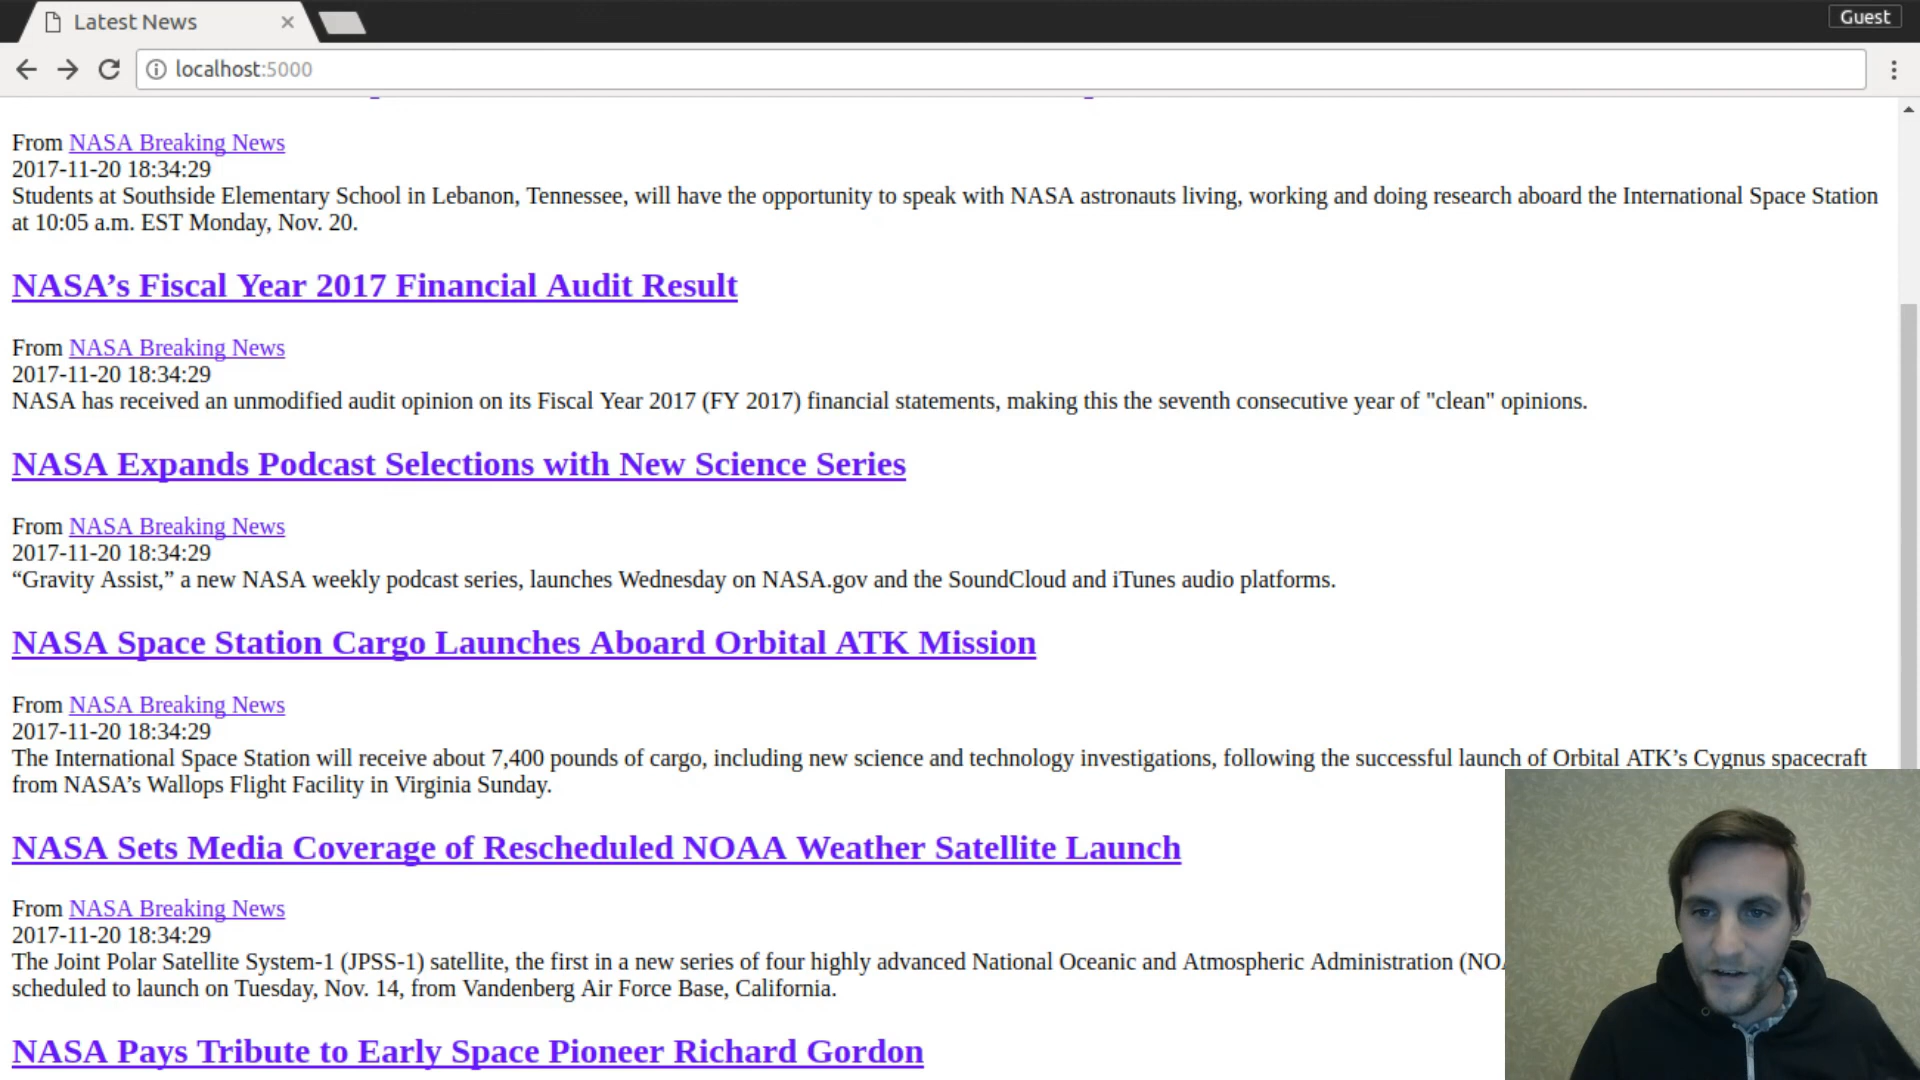 Latest News
Guest
localhost:5000
From NASA Breaking News
2017-11-20 18:34:29
Students at Southside Elementary School in Lebanon, Tennessee, will have the opportunity to speak with NASA astronauts living, working and doing research aboard the International Space Station
at 10:05 a.m. EST Monday, Nov. 20.
NASA’s Fiscal Year 2017 Financial Audit Result
From NASA Breaking News
2017-11-20 18:34:29
NASA has received an unmodified audit opinion on its Fiscal Year 2017 (FY 2017) financial statements, making this the seventh consecutive year of "clean" opinions.
NASA Expands Podcast Selections with New Science Series
From NASA Breaking News
2017-11-20 18:34:29
“Gravity Assist,” a new NASA weekly podcast series, launches Wednesday on NASA.gov and the SoundCloud and iTunes audio platforms.
NASA Space Station Cargo Launches Aboard Orbital ATK Mission
From NASA Breaking News
2017-11-20 18:34:29
The International Space Station will receive about 7,400 pounds of cargo, including new science and technology investigations, following the successful launch of Orbital ATK’s Cygnus spacecraft
from NASA’s Wallops Flight Facility in Virginia Sunday.
NASA Sets Media Coverage of Rescheduled NOAA Weather Satellite Launch
From NASA Breaking News
2017-11-20 18:34:29
The Joint Polar Satellite System-1 (JPSS-1) satellite, the first in a new series of four highly advanced National Oceanic and Atmospheric Administration
scheduled to launch on Tuesday, Nov. 14, from Vandenberg Air Force Base, California.
NASA Pays Tribute to Early Space Pioneer Richard Gordon